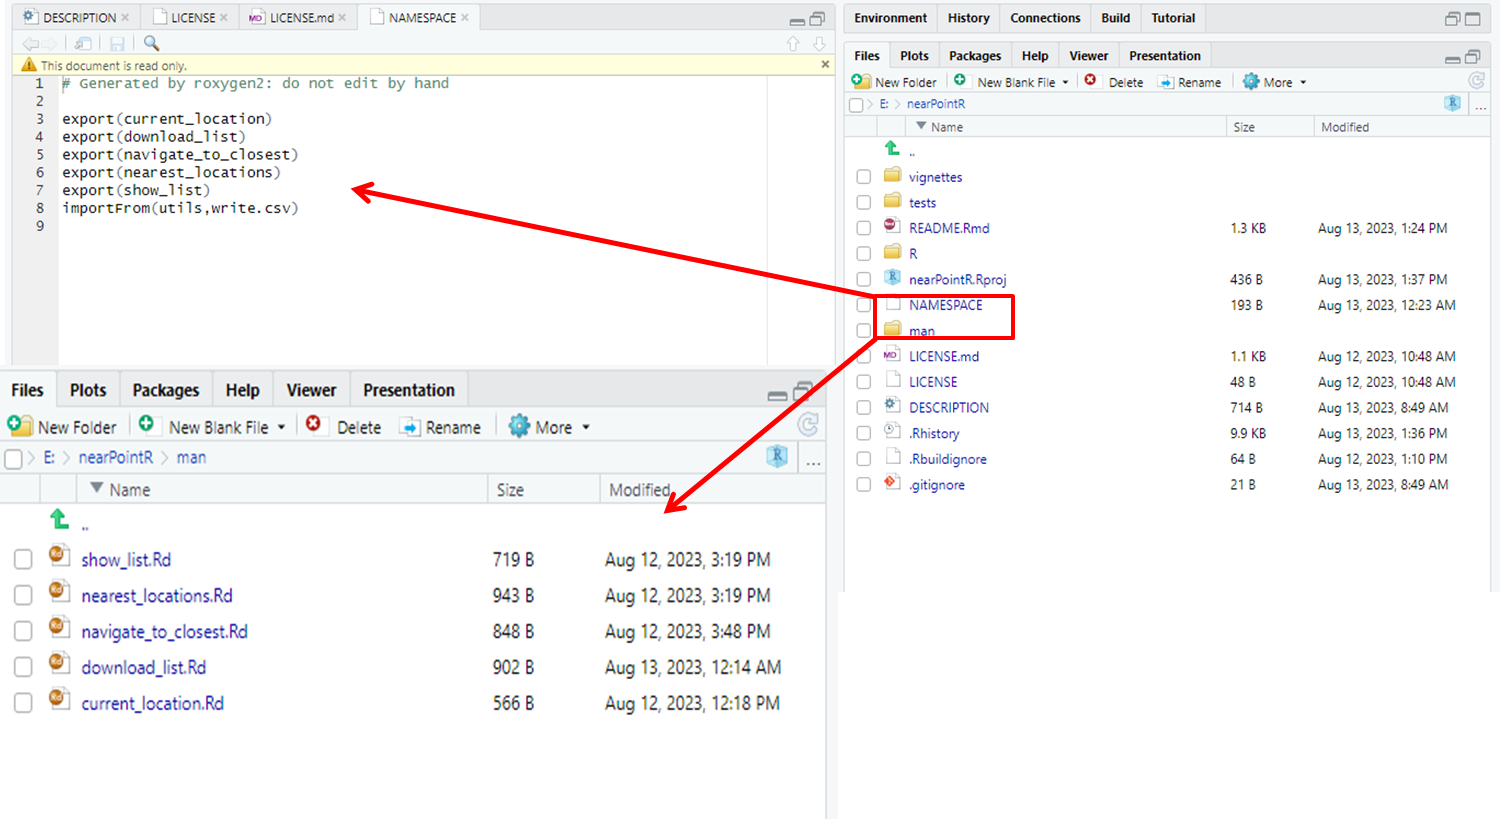 DESCRIPTION
LICENSE
LICENSE.md
NAMESPACE
This document is read only.
1 # Generated by roxygen2: do not edit by hand
2
3 export(current_location)
4 export(download_list)
5 export(navigate_to_closest)
6 export(nearest_locations)
7 export(show_list)
8 importFrom(utils,write.csv)
9
Files Plots Packages Help Viewer Presentation
New Folder New Blank File Delete Rename More
E: nearPointR man ...
Name Size Modified
..
show_list.Rd 719 B Aug 12, 2023, 3:19 PM
nearest_locations.Rd 943 B Aug 12, 2023, 3:19 PM
navigate_to_closest.Rd 848 B Aug 12, 2023, 3:48 PM
download_list.Rd 902 B Aug 13, 2023, 12:14 AM
current_location.Rd 566 B Aug 12, 2023, 12:18 PM
Environment History Connections Build Tutorial
Files Plots Packages Help Viewer Presentation
New Folder New Blank File Delete Rename More
E: nearPointR ...
Name Size Modified
..
vignettes
tests
README.Rmd 1.3 KB Aug 13, 2023, 1:24 PM
R
nearPointR.Rproj 436 B Aug 13, 2023, 1:37 PM
NAMESPACE 193 B Aug 13, 2023, 12:23 AM
man
LICENSE.md 1.1 KB Aug 12, 2023, 10:48 AM
LICENSE 48 B Aug 12, 2023, 10:48 AM
DESCRIPTION 714 B Aug 13, 2023, 8:49 AM
.Rhistory 9.9 KB Aug 13, 2023, 1:36 PM
.Rbuildignore 64 B Aug 12, 2023, 1:10 PM
.gitignore 21 B Aug 13, 2023, 8:49 AM